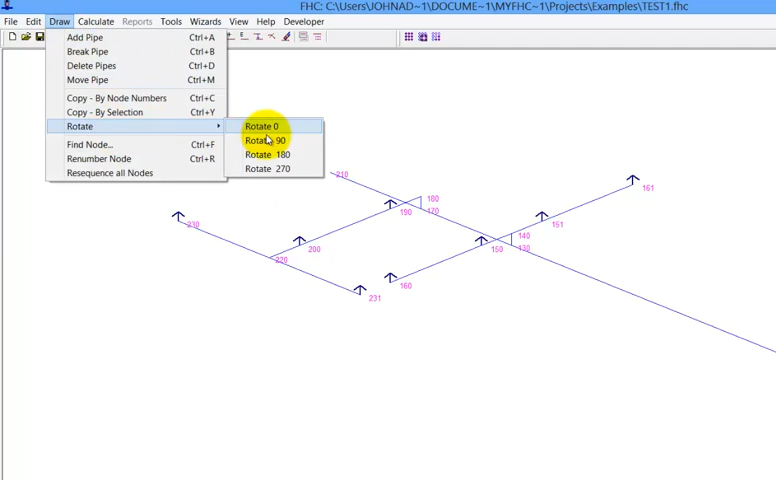 FHC: C:\Users\JOHNAD~1\DOCUME~1\MYFHC~1\Projects\Examples\TEST1.fhc
File Edit Draw Calculate Reports Tools Wizards View Help Developer
Add Pipe Ctrl+A
Break Pipe Ctrl+B
Delete Pipes Ctrl+D
Move Pipe Ctrl+M
Copy - By Node Numbers Ctrl+C
Copy - By Selection Ctrl+Y
Rotate
Rotate 0
Rotate 90
Rotate 180
Rotate 270
Find Node... Ctrl+F
Renumber Node Ctrl+R
Resequence all Nodes
210
161
180
190 170
230 151
140
200 150 130
220
160
231